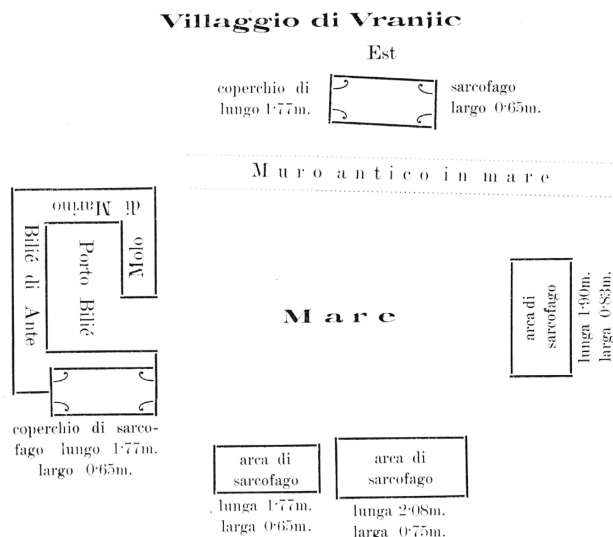 Villaggio di Vranjic
Est
coperchio di
lungo 1·77m.
sarcofago
largo 0·65m.
Muro antico in mare
di Marino
Molo
Porto Bilić
Bilić di Ante
Mare
arca di
sarcofago
lunga 1·90m.
larga 0·83m.
coperchio di sarco-
fago lungo 1·77m.
largo 0·65m.
arca di
sarcofago
lunga 1·77m.
larga 0·65m.
arca di
sarcofago
lunga 2·08m.
larga 0·75m.